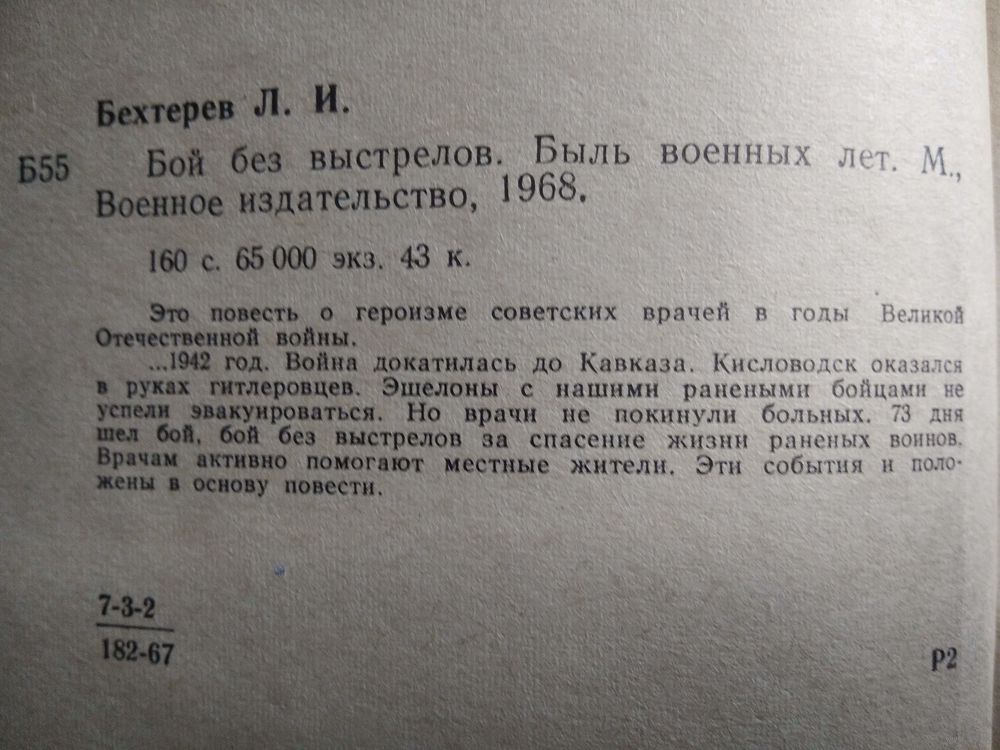 Бехтерев Л. И.
Б55 Бой без выстрелов. Быль военных лет. М.,
Военное издательство, 1968.
160 с. 65 000 экз. 43 к.
Это повесть о героизме советских врачей в годы Великой
Отечественной войны.
...1942 год. Война докатилась до Кавказа. Кисловодск оказался
в руках гитлеровцев. Эшелоны с нашими ранеными бойцами не
успели эвакуироваться. Но врачи не покинули больных. 73 дня
шел бой, бой без выстрелов за спасение жизни раненых воинов.
Врачам активно помогают местные жители. Эти события и поло-
жены в основу повести.
7-3-2
182-67
Р2